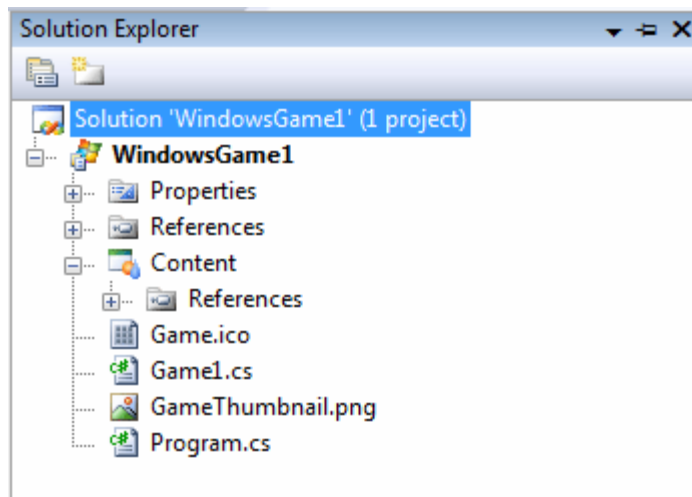 Solution Explorer
Solution 'WindowsGame1' (1 project)
WindowsGame1
Properties
References
Content
References
Game.ico
Game1.cs
GameThumbnail.png
Program.cs